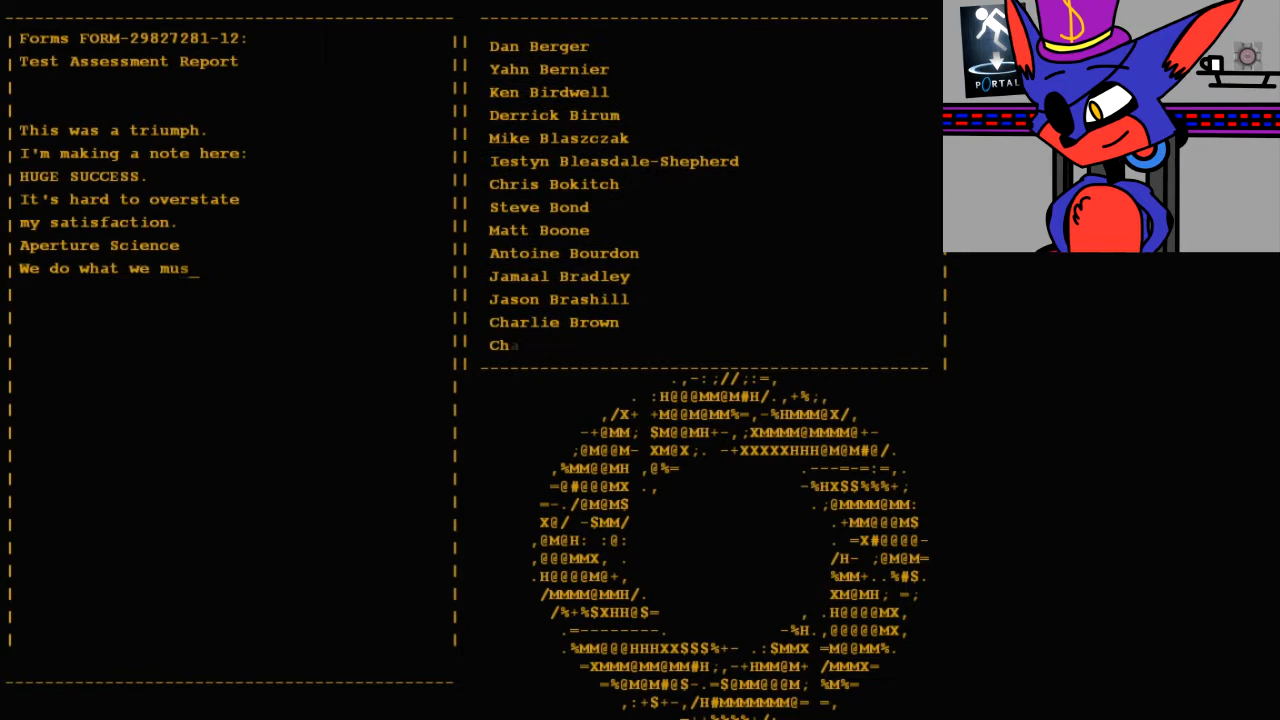 Forms FORM-29827281-12:
Test Assessment Report
This was a triumph.
I'm making a note here:
HUGE SUCCESS.
It's hard to overstate
my satisfaction.
Aperture Science
We do what we mus_
Dan Berger
Yahn Bernier
Ken Birdwell
Derrick Birum
Mike Blaszczak
Iestyn Bleasdale-Shepherd
Chris Bokitch
Steve Bond
Matt Boone
Antoine Bourdon
Jamaal Bradley
Jason Brashill
Charlie Brown
Cha
PORTAL